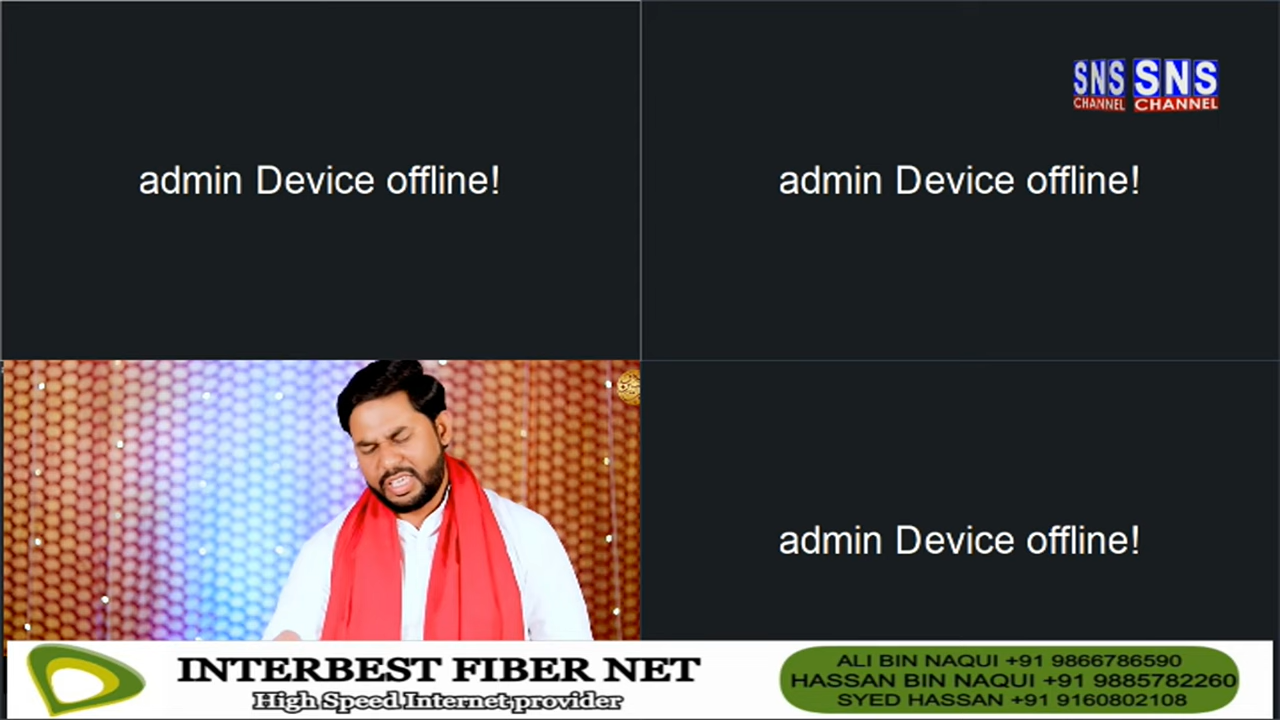 SNS SNS
CHANNEL CHANNEL
admin Device offline!
admin Device offline!
admin Device offline!
INTERBEST FIBER NET
High Speed Internet provider
ALI BIN NAQUI +91 9866786590
HASSAN BIN NAQUI +91 9885782260
SYED HASSAN +91 9160802108